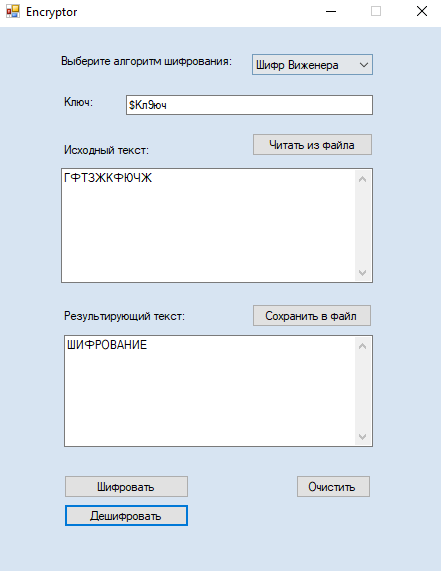 Encryptor
Выберите алгоритм шифрования: Шифр Виженера
Ключ: $Кл9юч
Исходный текст: Читать из файла
ГФТЗЖКФЮЧЖ
Результирующий текст: Сохранить в файл
ШИФРОВАНИЕ
Шифровать Очистить
Дешифровать